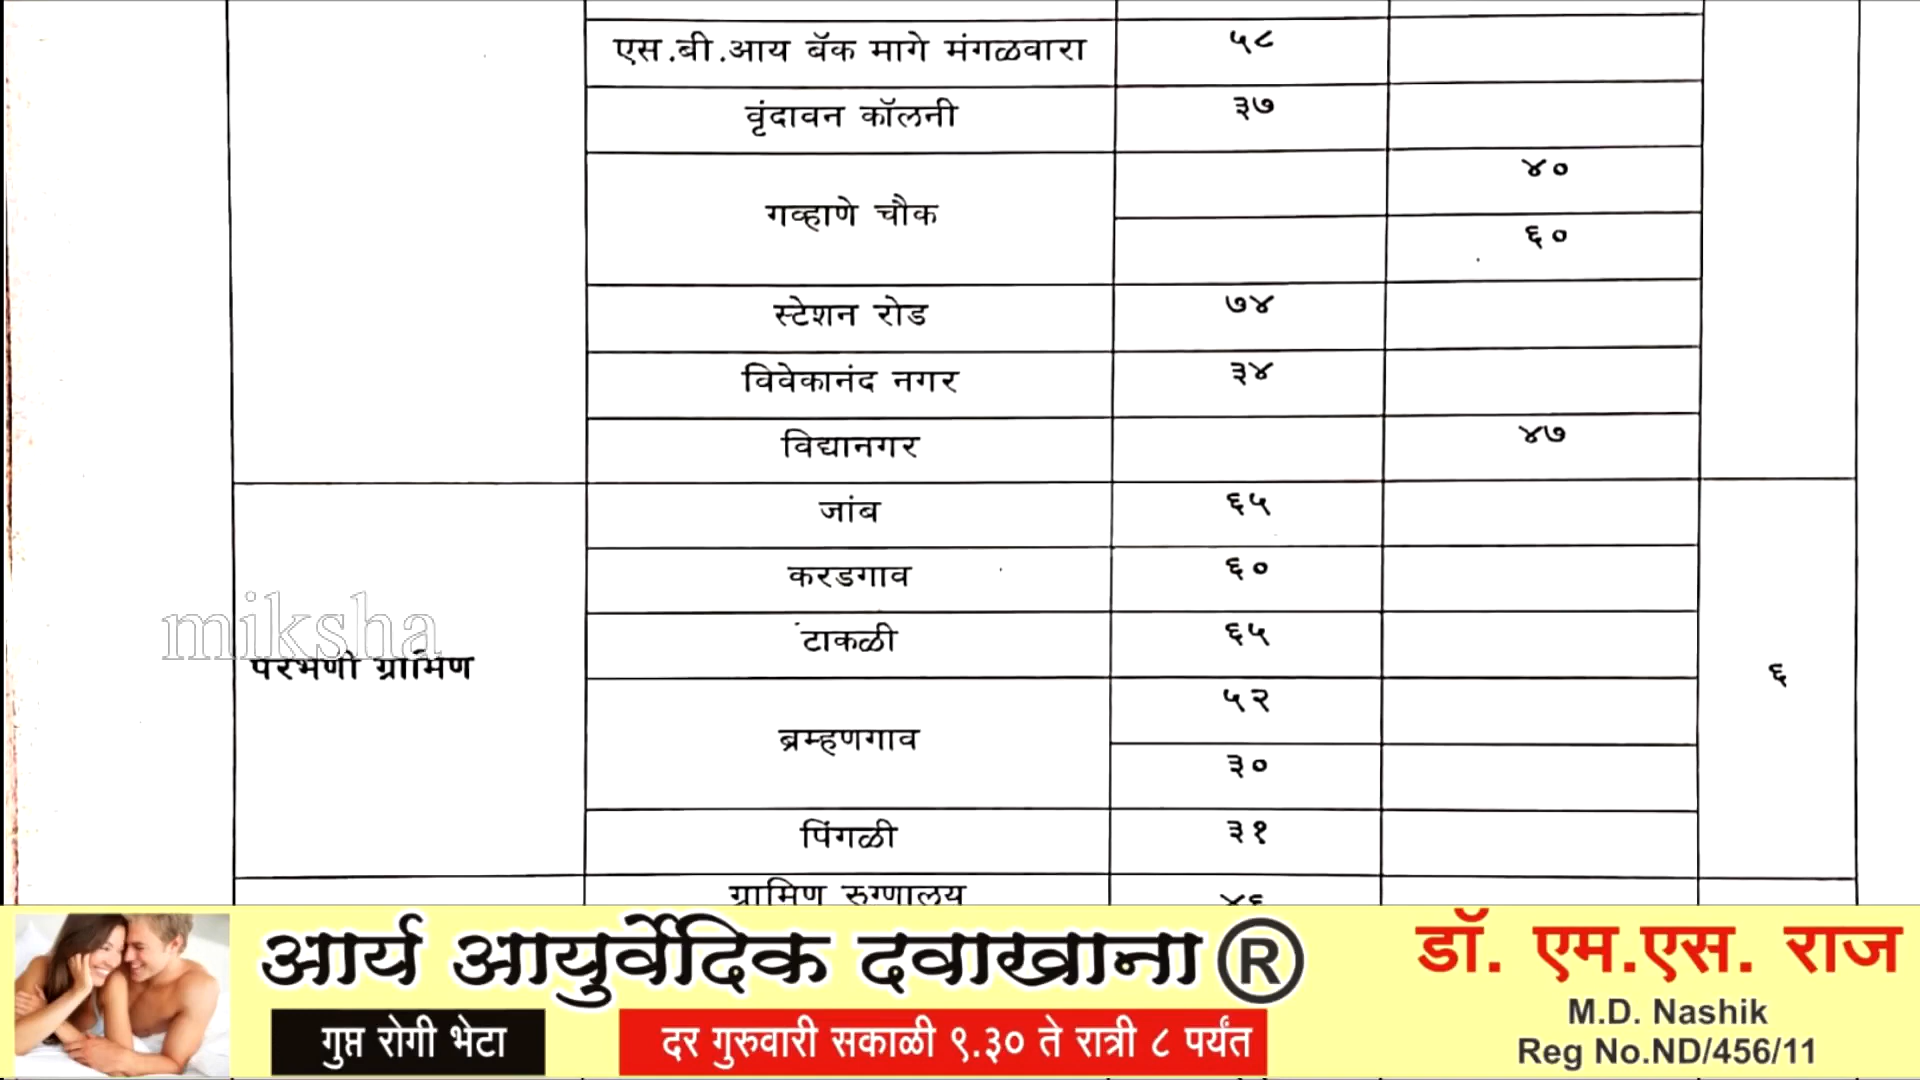 एस.बी.आय बॅक मागे मंगळवारा ५८
वृंदावन कॉलनी ३७
गव्हाणे चौक ४०
६०
स्टेशन रोड ७४
विवेकानंद नगर ३४
विद्यानगर ४७
जांब ६५
करडगाव ६०
टाकळी ६५
miksha
परभणी ग्रामिण ६
ब्रम्हणगाव ५२
३०
पिंगळी ३१
ग्रामिण रुग्णालय ४६
आर्य आयुर्वेदिक दवाखाना ®
डॉ. एम.एस. राज
M.D. Nashik
गुप्त रोगी भेटा दर गुरुवारी सकाळी ९.३० ते रात्री ८ पर्यंत
Reg No.ND/456/11